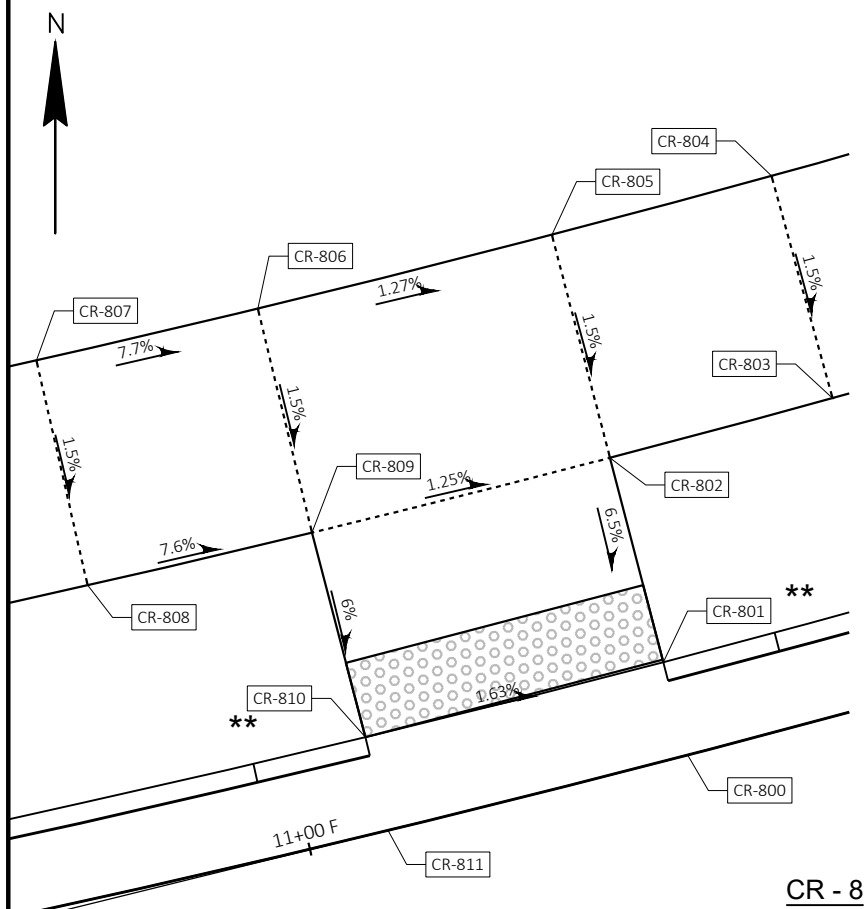 N
CR-804
CR-805
CR-806
1.27%
1.5%
CR-807
7.7%
1.5%
CR-803
1.5%
1.5%
CR-809
1.25%
CR-802
6.5%
7.6%
**
6%
CR-801
CR-808
CR-810
1.63%
**
CR-800
11+00 F
CR-811
CR - 8